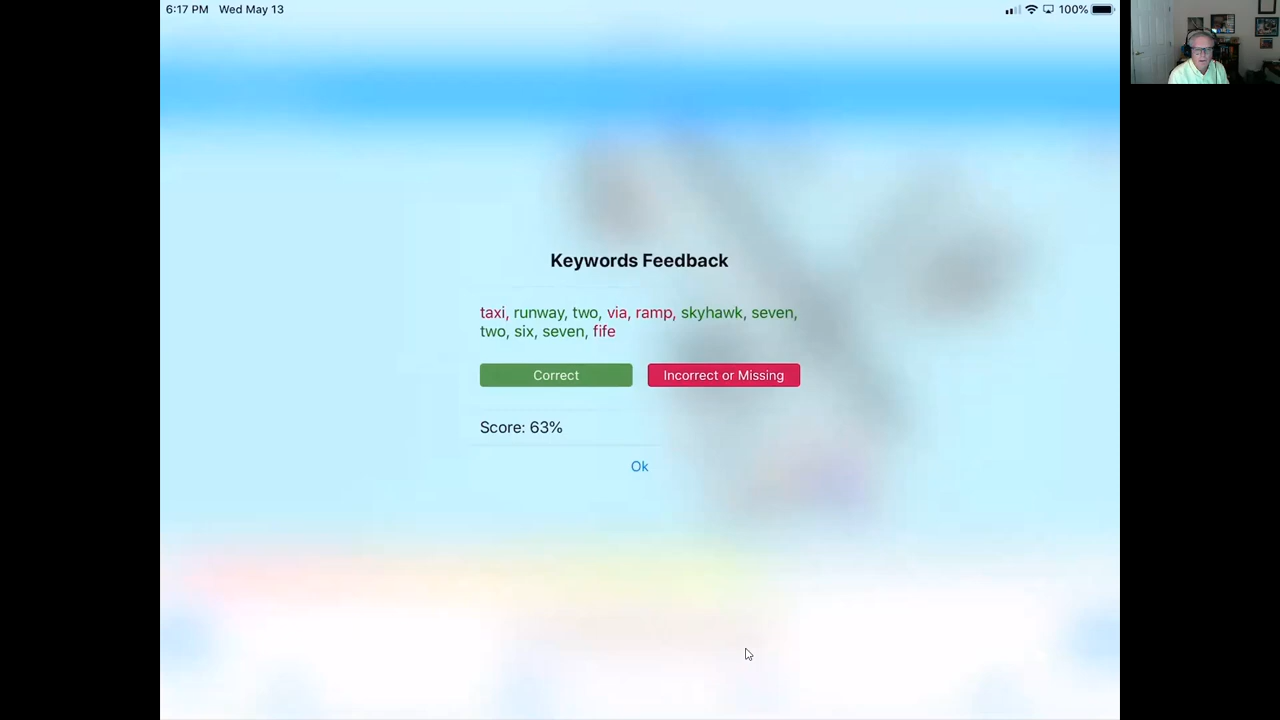 6:17 PM Wed May 13 100%
Keywords Feedback
taxi, runway, two, via, ramp, skyhawk, seven,
two, six, seven, fife
Correct Incorrect or Missing
Score: 63%
Ok